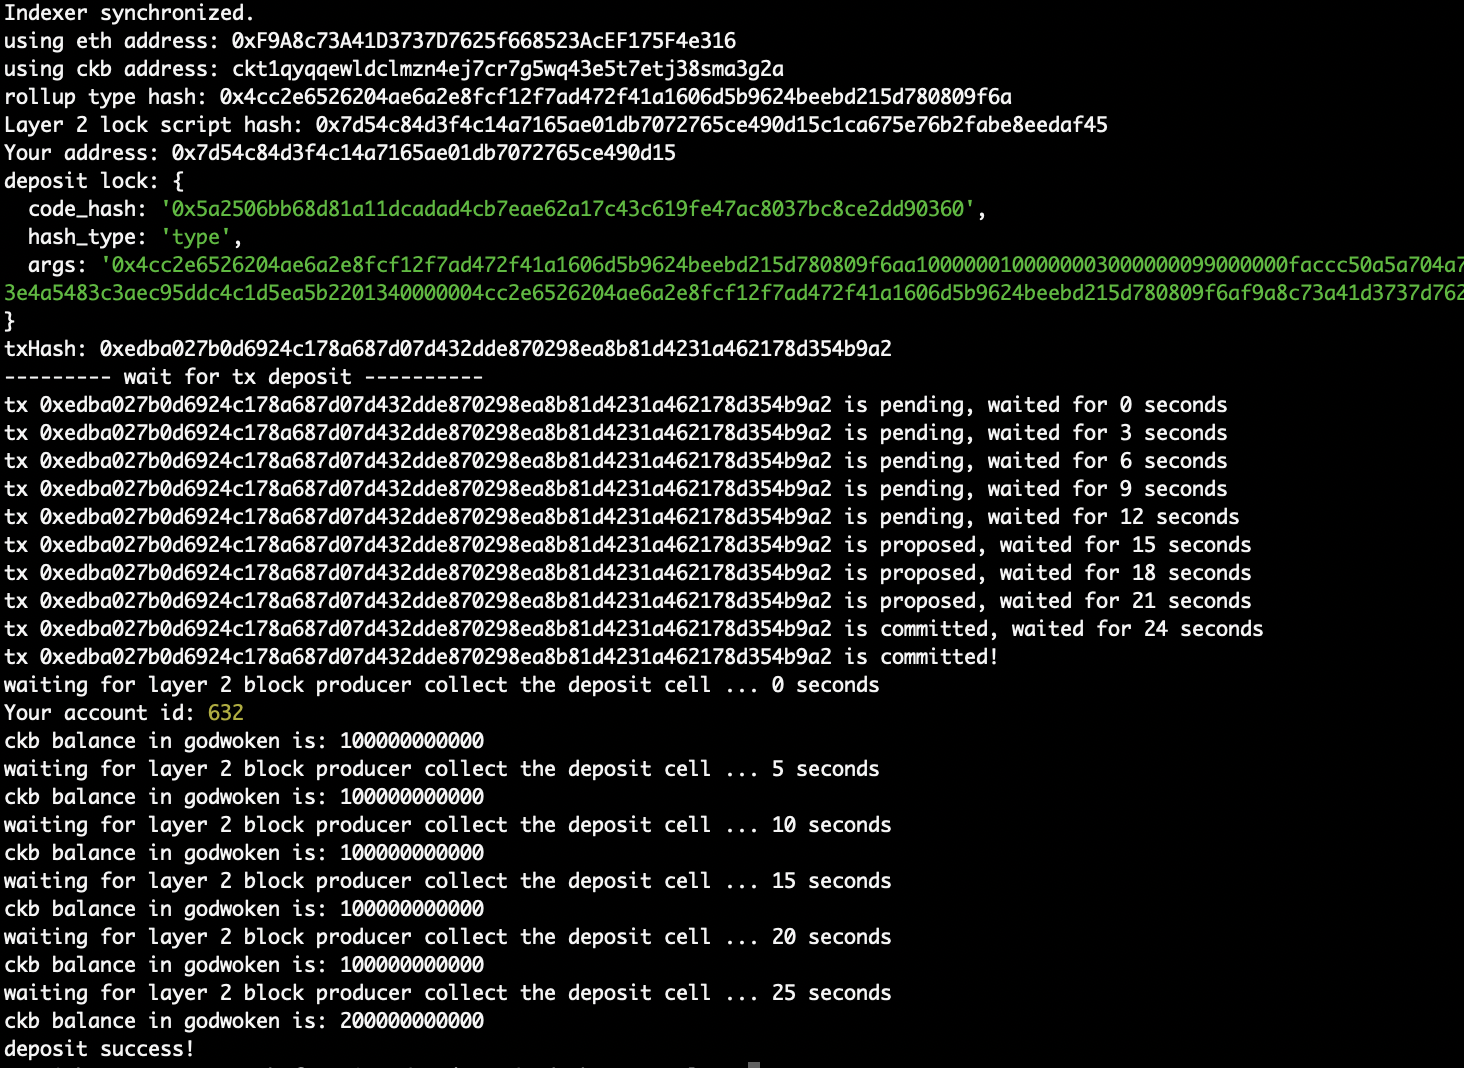 Indexer synchronized.
using eth address: 0xF9A8c73A41D3737D7625f668523AcEF175F4e316
using ckb address: ckt1qyqqewldclmzn4ej7cr7g5wq43e5t7etj38sma3g2a
rollup type hash: 0x4cc2e6526204ae6a2e8fcf12f7ad472f41a1606d5b9624beebd215d780809f6a
Layer 2 lock script hash: 0x7d54c84d3f4c14a7165ae01db7072765ce490d15c1ca675e76b2fabe8eedaf45
Your address: 0x7d54c84d3f4c14a7165ae01db7072765ce490d15
deposit lock: {
  code_hash: '0x5a2506bb68d81a11dcadad4cb7eae62a17c43c619fe47ac8037bc8ce2dd90360',
  hash_type: 'type',
  args: '0x4cc2e6526204ae6a2e8fcf12f7ad472f41a1606d5b9624beebd215d780809f6aa1000000100000003000000099000000faccc50a5a704a7
3e4a5483c3aec95ddc4c1d5ea5b2201340000004cc2e6526204ae6a2e8fcf12f7ad472f41a1606d5b9624beebd215d780809f6af9a8c73a41d3737d762
}
txHash: 0xedba027b0d6924c178a687d07d432dde870298ea8b81d4231a462178d354b9a2
--------- wait for tx deposit ----------
tx 0xedba027b0d6924c178a687d07d432dde870298ea8b81d4231a462178d354b9a2 is pending, waited for 0 seconds
tx 0xedba027b0d6924c178a687d07d432dde870298ea8b81d4231a462178d354b9a2 is pending, waited for 3 seconds
tx 0xedba027b0d6924c178a687d07d432dde870298ea8b81d4231a462178d354b9a2 is pending, waited for 6 seconds
tx 0xedba027b0d6924c178a687d07d432dde870298ea8b81d4231a462178d354b9a2 is pending, waited for 9 seconds
tx 0xedba027b0d6924c178a687d07d432dde870298ea8b81d4231a462178d354b9a2 is pending, waited for 12 seconds
tx 0xedba027b0d6924c178a687d07d432dde870298ea8b81d4231a462178d354b9a2 is proposed, waited for 15 seconds
tx 0xedba027b0d6924c178a687d07d432dde870298ea8b81d4231a462178d354b9a2 is proposed, waited for 18 seconds
tx 0xedba027b0d6924c178a687d07d432dde870298ea8b81d4231a462178d354b9a2 is proposed, waited for 21 seconds
tx 0xedba027b0d6924c178a687d07d432dde870298ea8b81d4231a462178d354b9a2 is committed, waited for 24 seconds
tx 0xedba027b0d6924c178a687d07d432dde870298ea8b81d4231a462178d354b9a2 is committed!
waiting for layer 2 block producer collect the deposit cell ... 0 seconds
Your account id: 632
ckb balance in godwoken is: 100000000000
waiting for layer 2 block producer collect the deposit cell ... 5 seconds
ckb balance in godwoken is: 100000000000
waiting for layer 2 block producer collect the deposit cell ... 10 seconds
ckb balance in godwoken is: 100000000000
waiting for layer 2 block producer collect the deposit cell ... 15 seconds
ckb balance in godwoken is: 100000000000
waiting for layer 2 block producer collect the deposit cell ... 20 seconds
ckb balance in godwoken is: 100000000000
waiting for layer 2 block producer collect the deposit cell ... 25 seconds
ckb balance in godwoken is: 200000000000
deposit success!